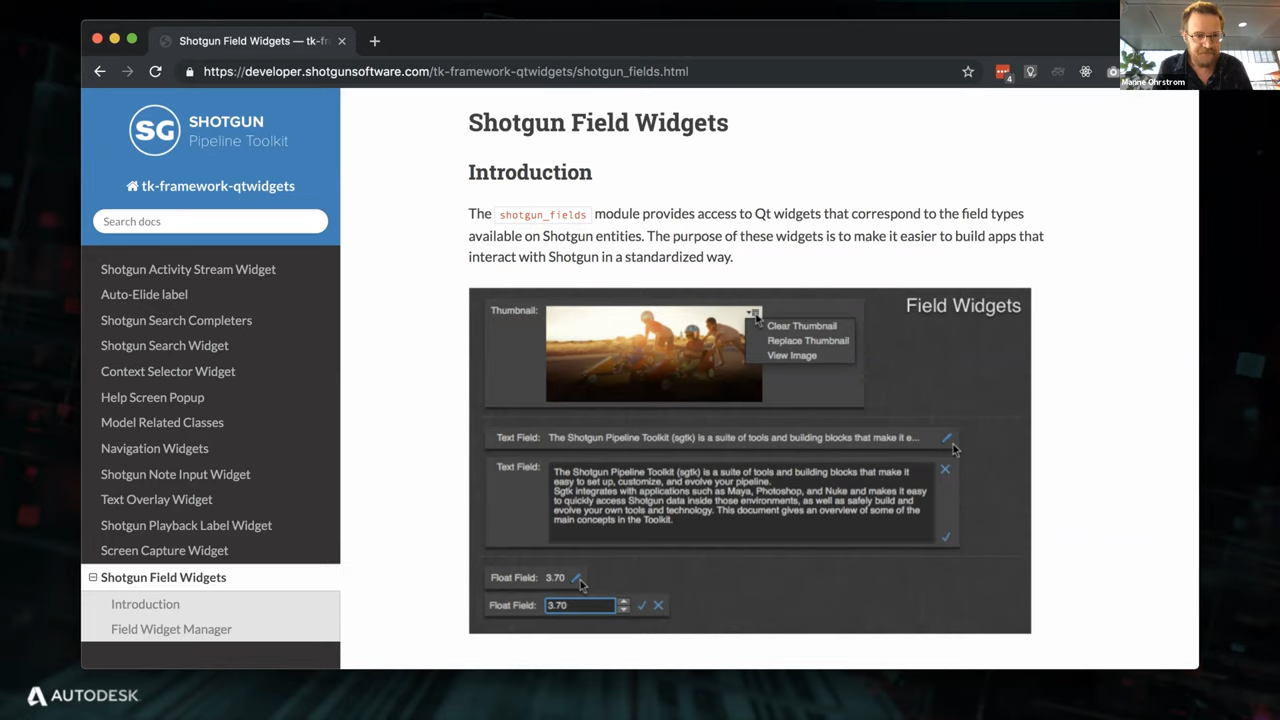 Shotgun Field Widgets — tk-fr
https://developer.shotgunsoftware.com/tk-framework-qtwidgets/shotgun_fields.html
4
Manne Ohrstrom
SG
SHOTGUN
Pipeline Toolkit
tk-framework-qtwidgets
Search docs
Shotgun Activity Stream Widget
Auto-Elide label
Shotgun Search Completers
Shotgun Search Widget
Context Selector Widget
Help Screen Popup
Model Related Classes
Navigation Widgets
Shotgun Note Input Widget
Text Overlay Widget
Shotgun Playback Label Widget
Screen Capture Widget
Shotgun Field Widgets
Introduction
Field Widget Manager
Shotgun Field Widgets
Introduction
The shotgun_fields module provides access to Qt widgets that correspond to the field types
available on Shotgun entities. The purpose of these widgets is to make it easier to build apps that
interact with Shotgun in a standardized way.
Field Widgets
Thumbnail:
Clear Thumbnail
Replace Thumbnail
View Image
Text Field: The Shotgun Pipeline Toolkit (sgtk) is a suite of tools and building blocks that make it e...
Text Field: The Shotgun Pipeline Toolkit (sgtk) is a suite of tools and building blocks that make it
easy to set up, customize, and evolve your pipeline.
Sgtk integrates with applications such as Maya, Photoshop, and Nuke and makes it easy
to quickly access Shotgun data inside those environments, as well as safely build and
evolve your own tools and technology. This document gives an overview of some of the
main concepts in the Toolkit.
Float Field: 3.70
Float Field: 3.70
AUTODESK